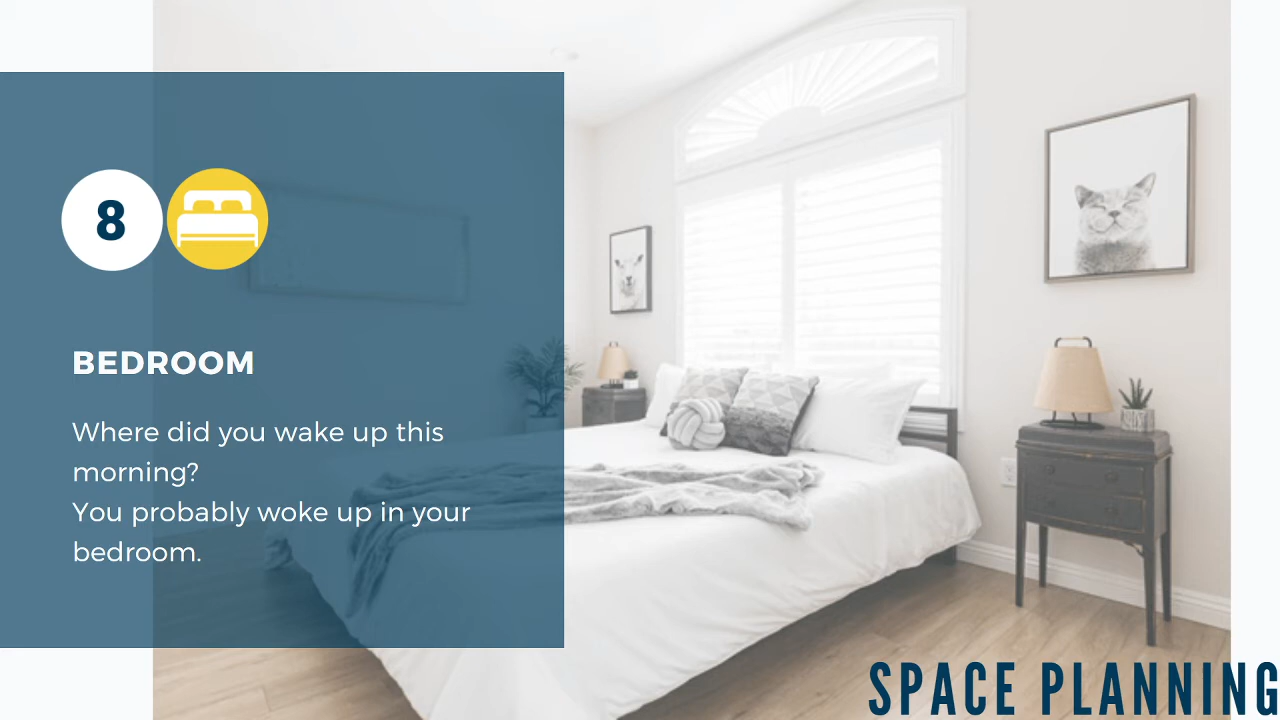 8
BEDROOM
Where did you wake up this
morning?
You probably woke up in your
bedroom.
SPACE PLANNING